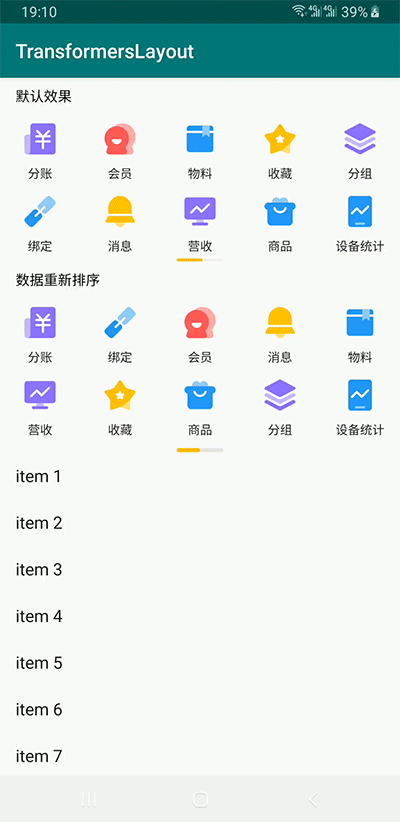 19:10 4G 4G 39%
TransformersLayout
默认效果
分账 会员 物料 收藏 分组
绑定 消息 营收 商品 设备统计
数据重新排序
分账 绑定 会员 消息 物料
营收 收藏 商品 分组 设备统计
item 1
item 2
item 3
item 4
item 5
item 6
item 7